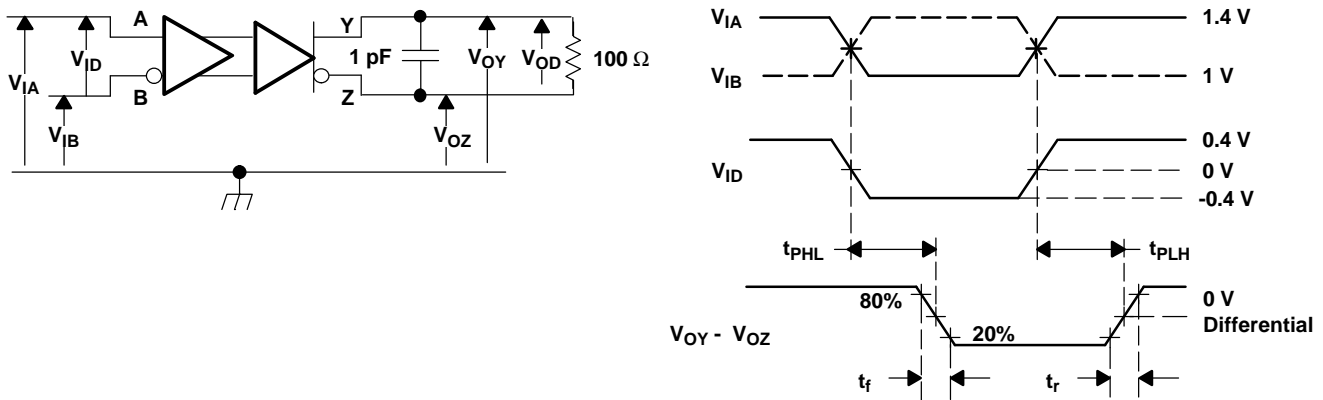 A
Y
V_ID
1 pF
V_OY
V_OD
100 Ω
V_IA
B
Z
V_IB
V_OZ
V_IA
1.4 V
V_IB
1 V
V_ID
0.4 V
0 V
-0.4 V
t_PHL
t_PLH
80%
0 V
Differential
V_OY - V_OZ
20%
t_f
t_r